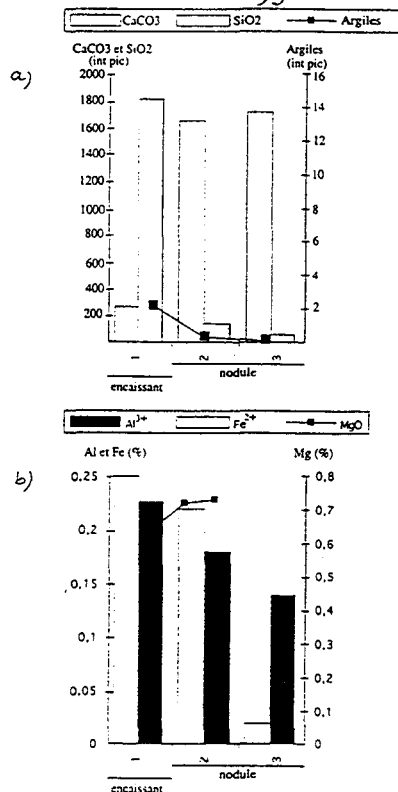 CaCO3 SiO2 Argiles
CaCO3 et SiO2
(int pic)
Argiles
(int pic)
a)
2000
1800
1600
1400
1200
1000
800
600
400
200
16
14
12
10
8
6
4
2
1 2 3
encaissant
nodule
Al3+ Fe2+ MgO
Al et Fe (%)
Mg (%)
b)
0,25
0,2
0,15
0,1
0.05
0
0,8
0,7
0,6
0,5
0,4
0,3
0,2
0,1
0
1 2 3
encaissant
nodule